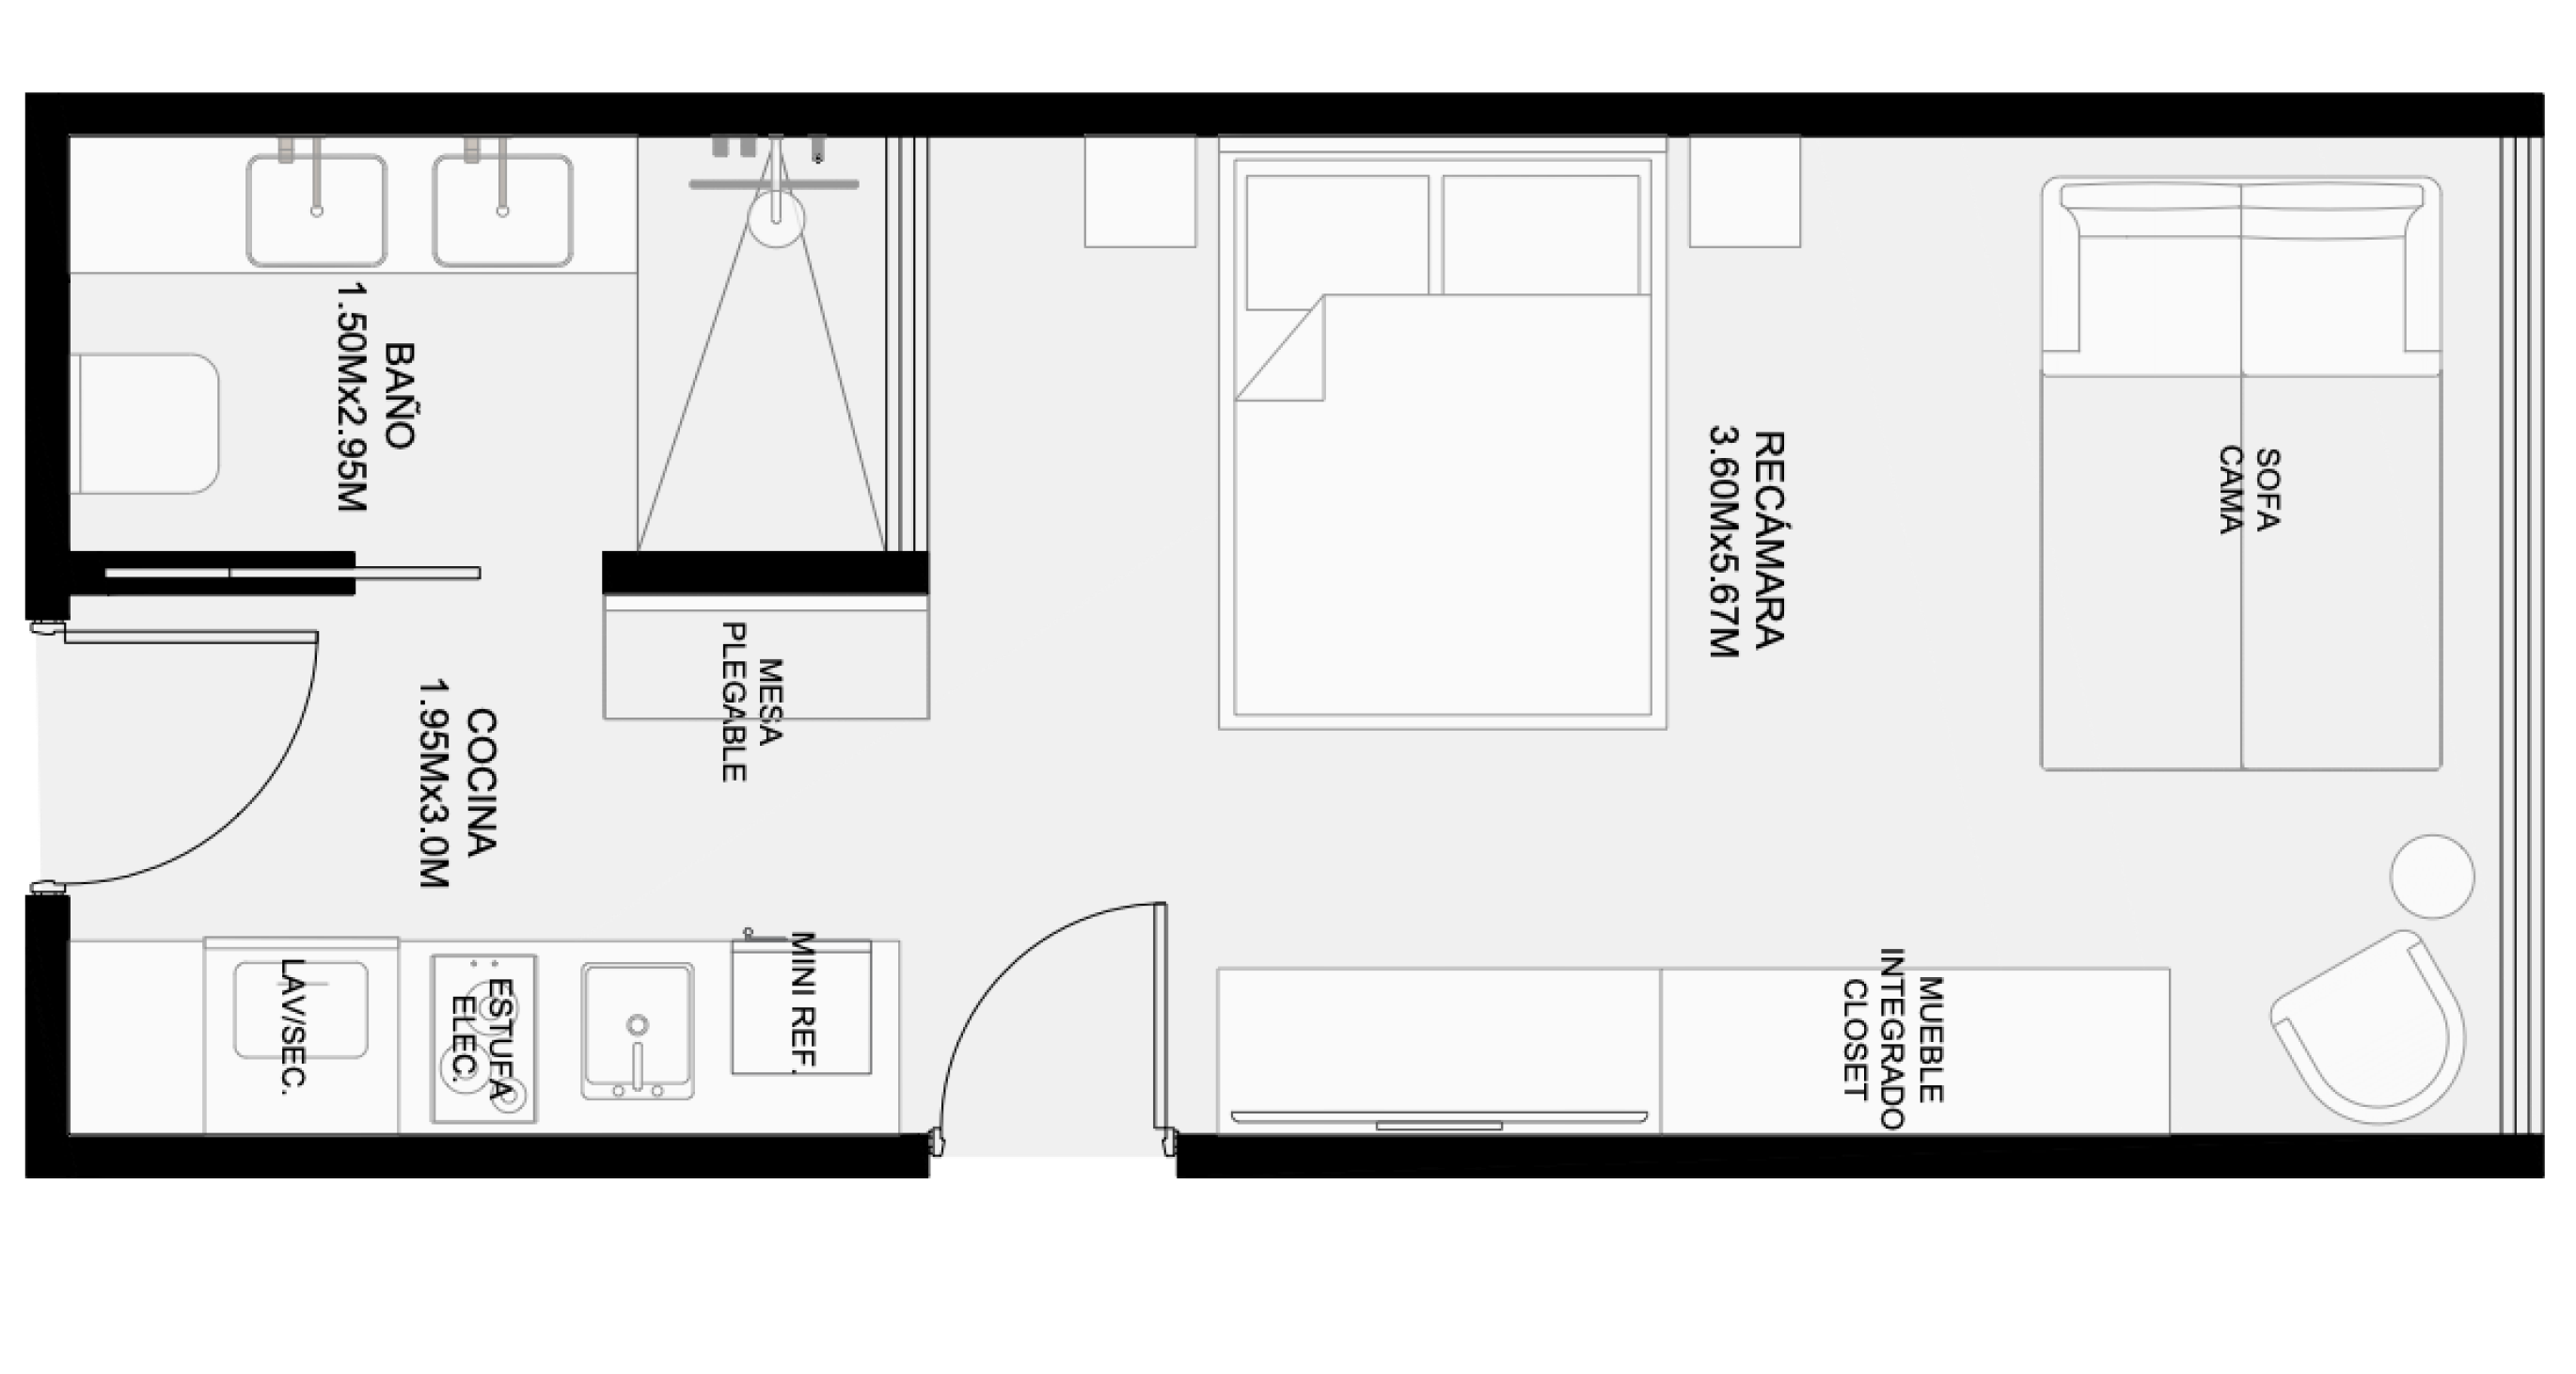 BAÑO
1.50Mx2.95M
COCINA
1.95Mx3.0M
MESA
PLEGABLE
LAV/SEC.
ESTUFA
ELEC.
MINI REF.
RECÁMARA
3.60Mx5.67M
SOFA
CAMA
MUEBLE
INTEGRADO
CLOSET